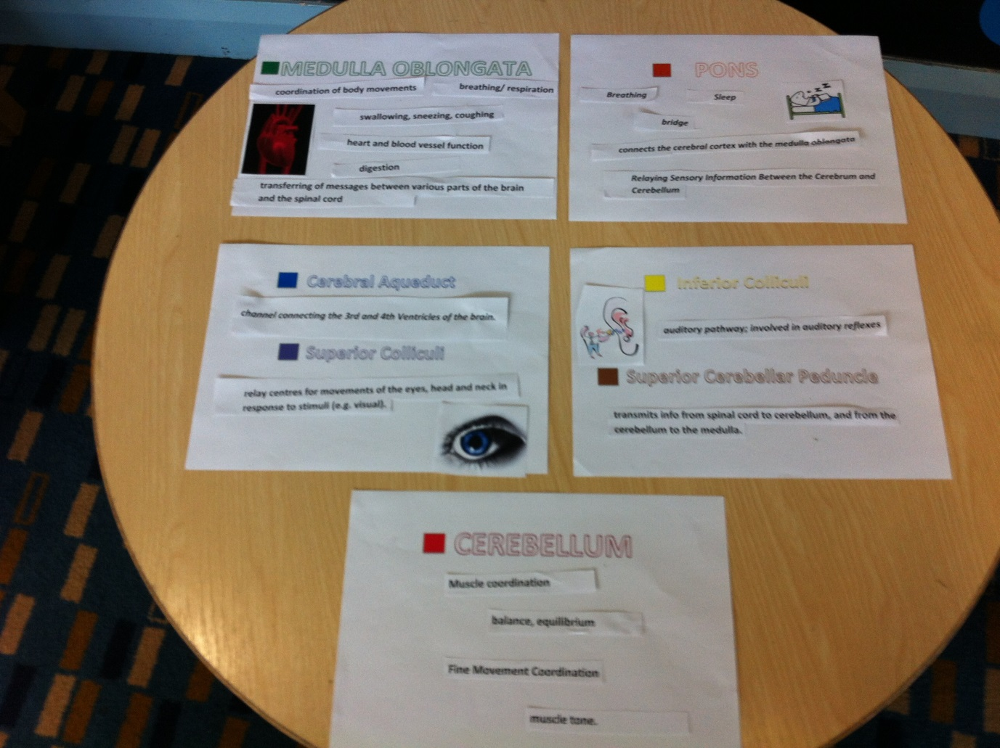 MEDULLA OBLONGATA
coordination of body movements
breathing/ respiration
swallowing, sneezing, coughing
heart and blood vessel function
digestion
transferring of messages between various parts of the brain
and the spinal cord
PONS
Breathing
Sleep
z z z
bridge
connects the cerebral cortex with the medulla oblongata
Relaying Sensory Information Between the Cerebrum and
Cerebellum
Cerebral Aqueduct
channel connecting the 3rd and 4th Ventricles of the brain.
Superior Colliculi
relay centres for movements of the eyes, head and neck in
response to stimuli (e.g. visual).
Inferior Colliculi
auditory pathway; involved in auditory reflexes
Superior Cerebellar Peduncle
transmits info from spinal cord to cerebellum, and from the
cerebellum to the medulla.
CEREBELLUM
Muscle coordination
balance, equilibrium
Fine Movement Coordination
muscle tone.